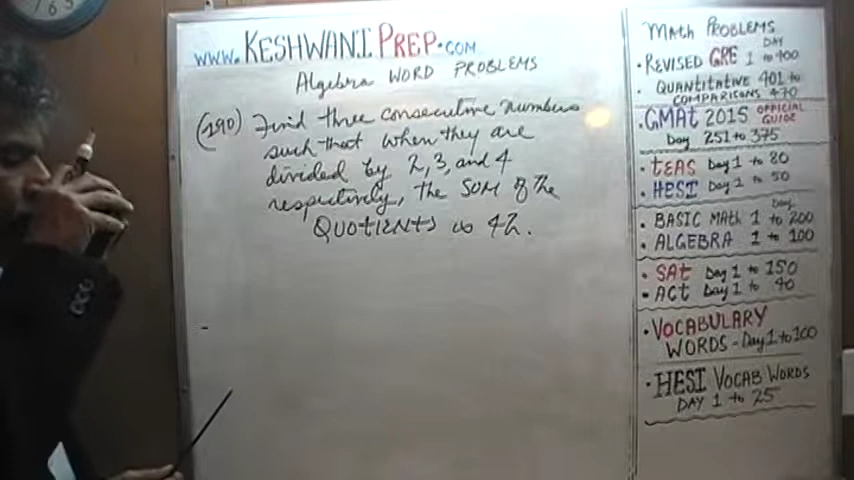 WWW.KESHWANI PREP.COM
Algebra WORD PROBLEMS
(290) Find three consecutive numbers
such that when they are
divided by 2, 3, and 4
respectively, the SUM of the
QUOTIENTS is 42.
MATH PROBLEMS
DAY
• REVISED GRE 1 to 400
• QUANTITATIVE 401 to
COMPARISONS 470
• GMAT 2015 OFFICIAL GUIDE
Day 251 to 375
• TEAS Day 1 to 80
• HESI Day 1 to 50
Day
• BASIC MATH 1 to 200
• ALGEBRA 1 to 100
• SAT Day 1 to 150
• ACT Day 1 to 40
• VOCABULARY
WORDS - Day 1 to 100
• HESI VOCAB WORDS
DAY 1 to 25